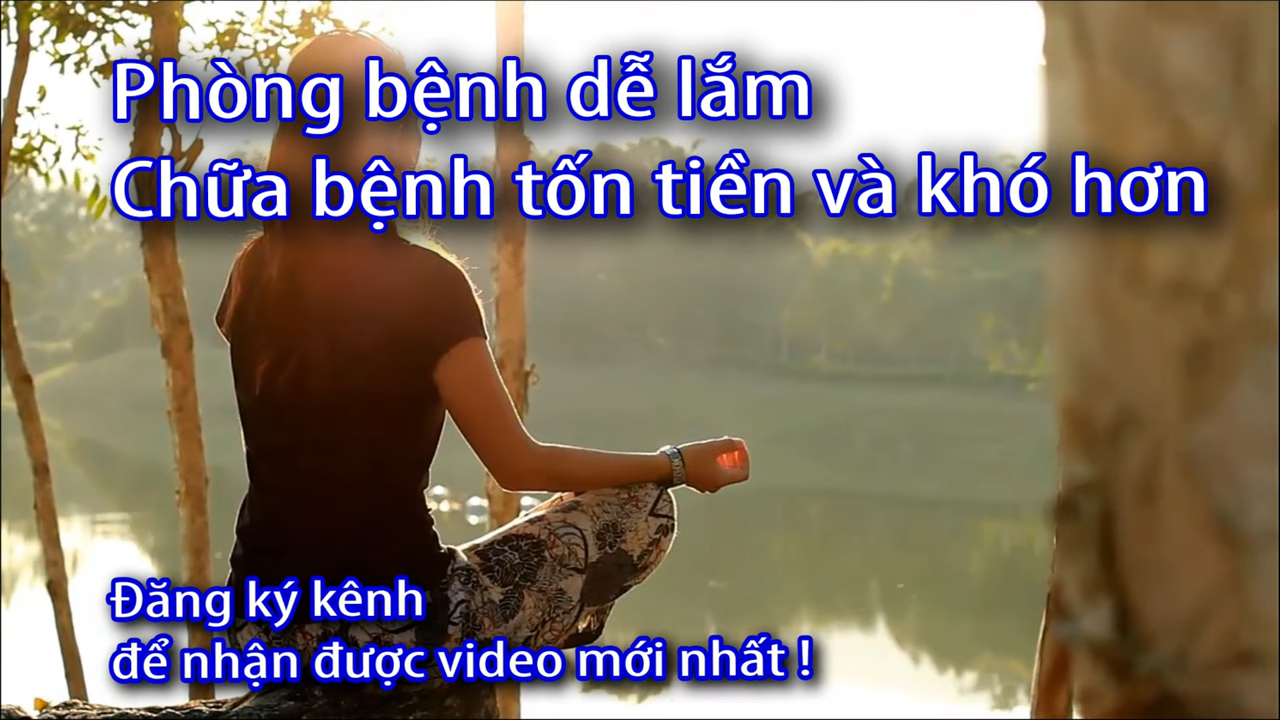 Phòng bệnh dễ lắm
Chữa bệnh tốn tiền và khó hơn
Đăng ký kênh
để nhận được video mới nhất !